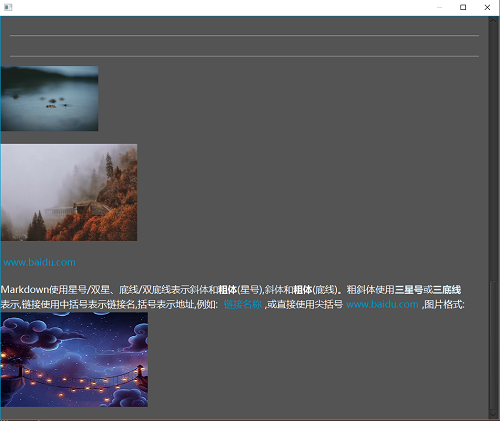 www.baidu.com
Markdown使用星号/双星、底线/双底线表示斜体和粗体(星号),斜体和粗体(底线)。粗斜体使用三星号或三底线
表示,链接使用中括号表示链接名,括号表示地址,例如: 链接名称 ,或直接使用尖括号 www.baidu.com ,图片格式: